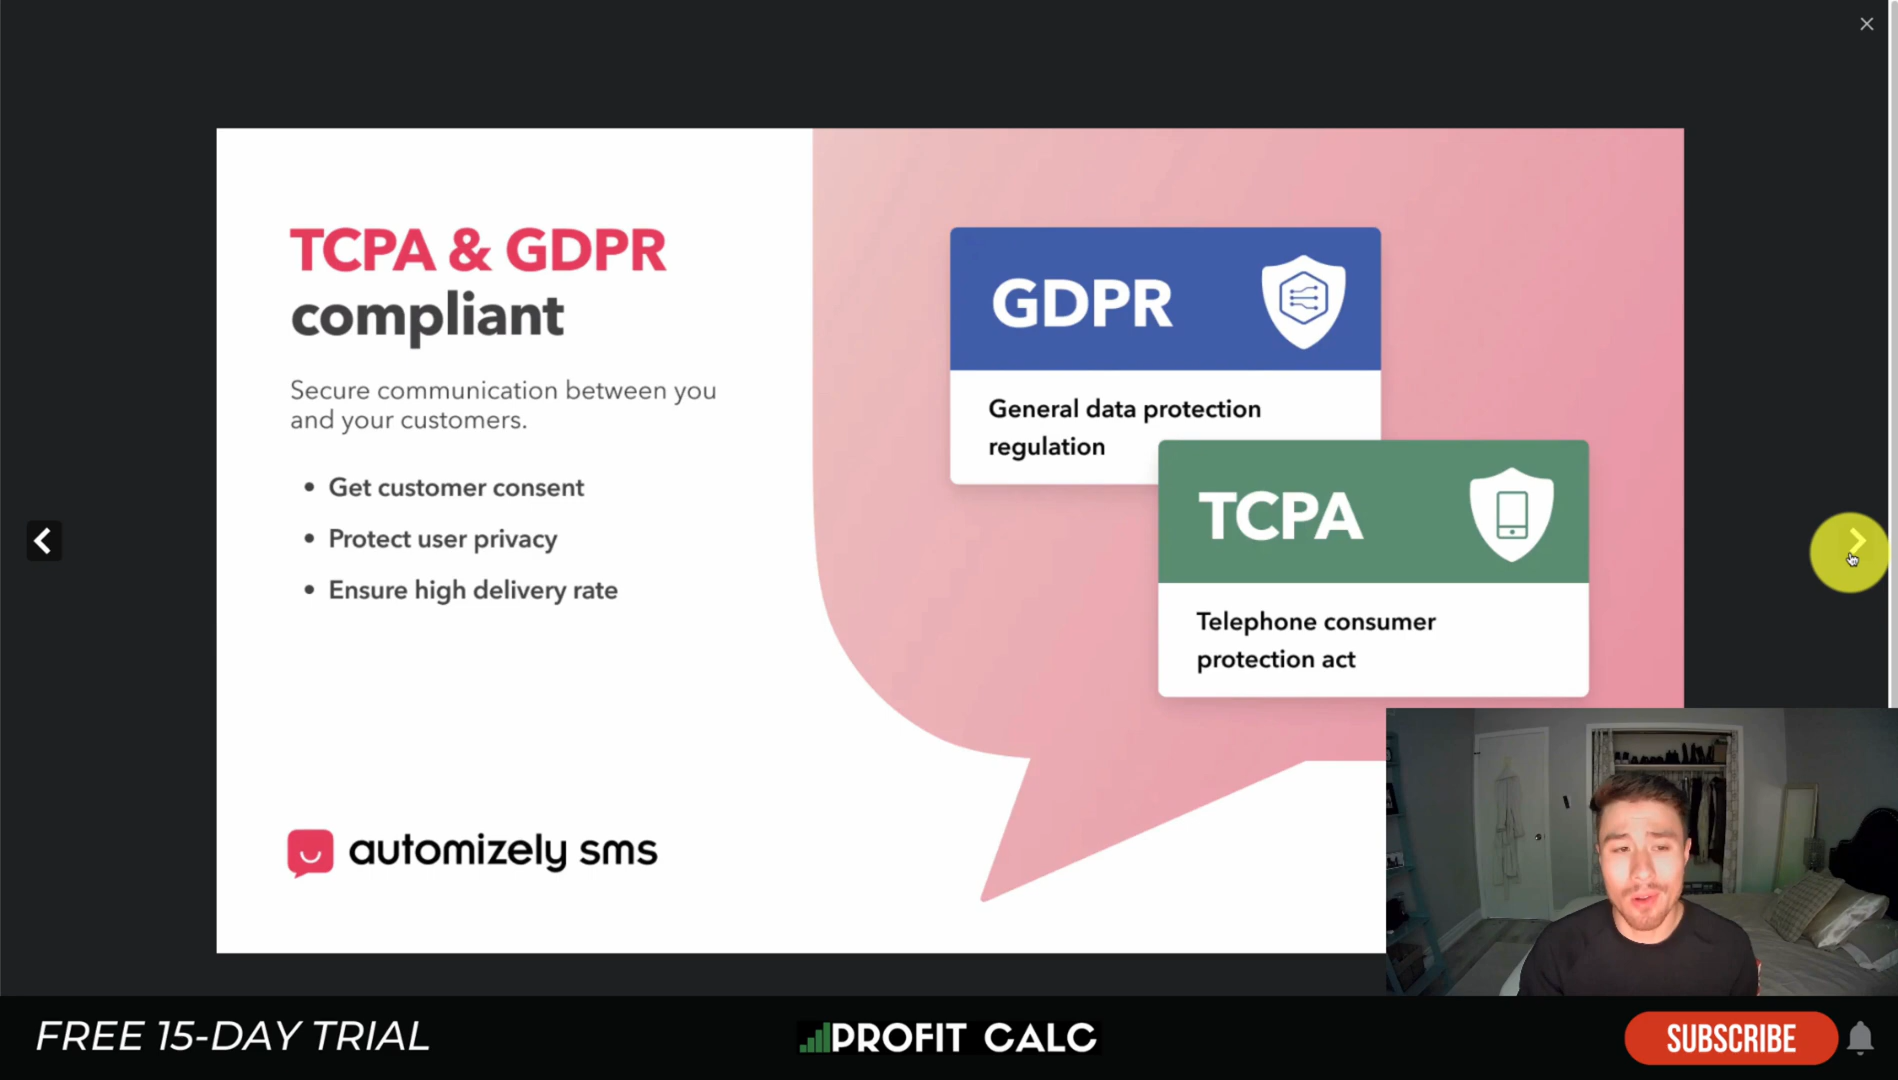 TCPA & GDPR
compliant
Secure communication between you
and your customers.
• Get customer consent
• Protect user privacy
• Ensure high delivery rate
automizely sms
GDPR
General data protection
regulation
TCPA
Telephone consumer
protection act
FREE 15-DAY TRIAL
PROFIT CALC
SUBSCRIBE